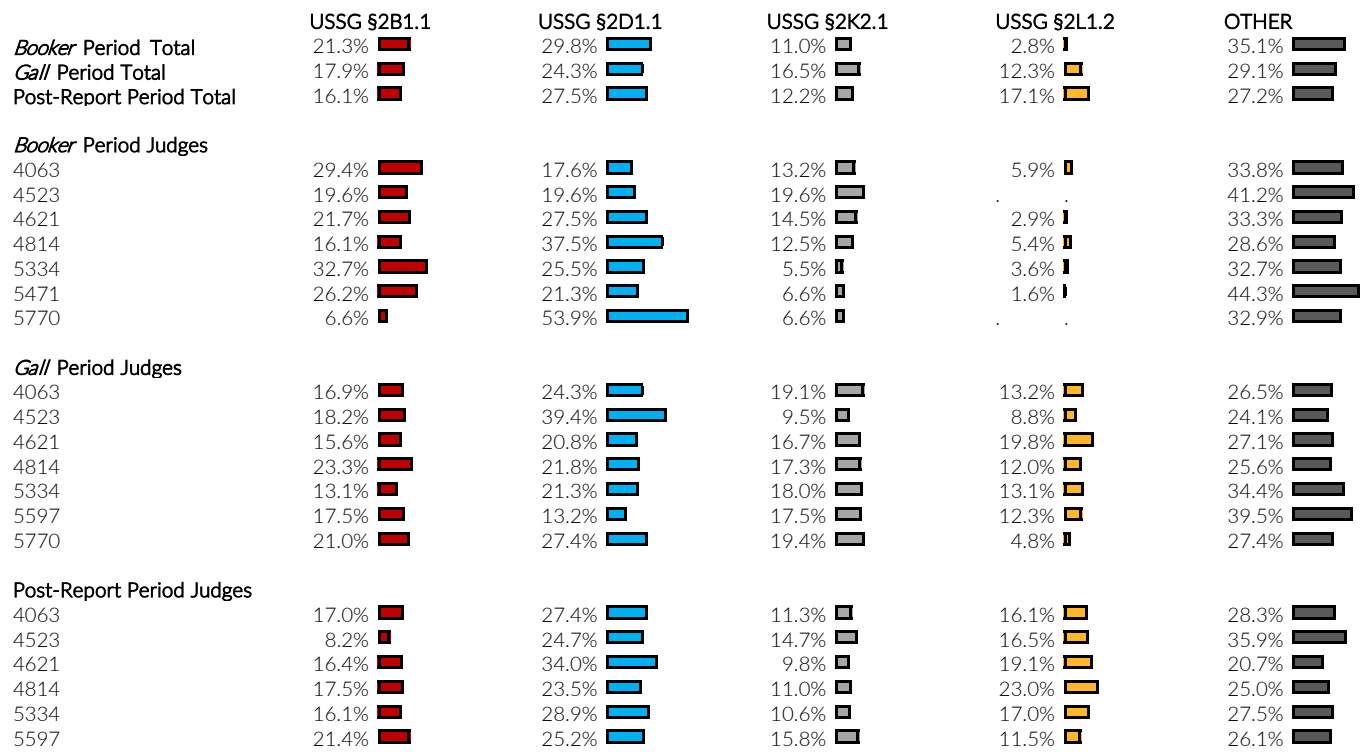 USSG §2B1.1 USSG §2D1.1 USSG §2K2.1 USSG §2L1.2 OTHER
Booker Period Total 21.3% 29.8% 11.0% 2.8% 35.1%
Gall Period Total 17.9% 24.3% 16.5% 12.3% 29.1%
Post-Report Period Total 16.1% 27.5% 12.2% 17.1% 27.2%
Booker Period Judges
4063 29.4% 17.6% 13.2% 5.9% 33.8%
4523 19.6% 19.6% 19.6% . . 41.2%
4621 21.7% 27.5% 14.5% 2.9% 33.3%
4814 16.1% 37.5% 12.5% 5.4% 28.6%
5334 32.7% 25.5% 5.5% 3.6% 32.7%
5471 26.2% 21.3% 6.6% 1.6% 44.3%
5770 6.6% 53.9% 6.6% . . 32.9%
Gall Period Judges
4063 16.9% 24.3% 19.1% 13.2% 26.5%
4523 18.2% 39.4% 9.5% 8.8% 24.1%
4621 15.6% 20.8% 16.7% 19.8% 27.1%
4814 23.3% 21.8% 17.3% 12.0% 25.6%
5334 13.1% 21.3% 18.0% 13.1% 34.4%
5597 17.5% 13.2% 17.5% 12.3% 39.5%
5770 21.0% 27.4% 19.4% 4.8% 27.4%
Post-Report Period Judges
4063 17.0% 27.4% 11.3% 16.1% 28.3%
4523 8.2% 24.7% 14.7% 16.5% 35.9%
4621 16.4% 34.0% 9.8% 19.1% 20.7%
4814 17.5% 23.5% 11.0% 23.0% 25.0%
5334 16.1% 28.9% 10.6% 17.0% 27.5%
5597 21.4% 25.2% 15.8% 11.5% 26.1%